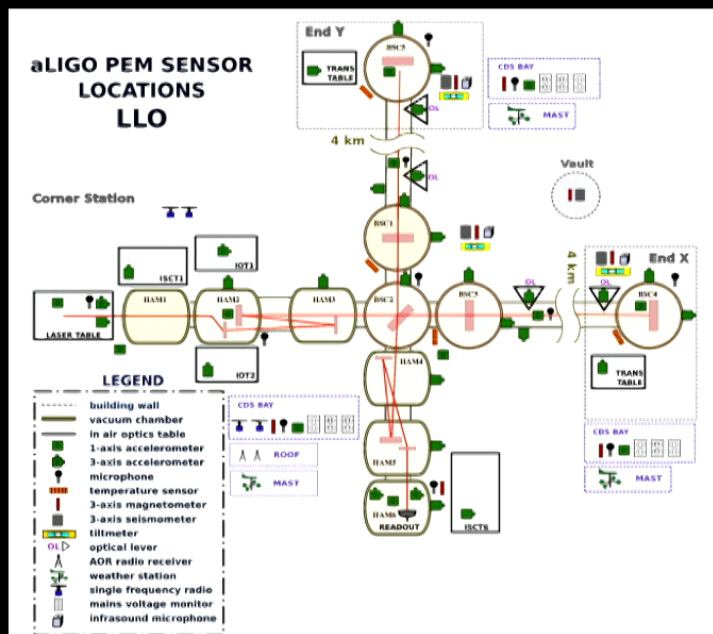 aLIGO PEM SENSOR
LOCATIONS
LLO
End Y
BSC5
TRANS
TABLE
OL
CDS BAY
MAST
4 km
OL
Vault
Corner Station
BSC1
ISCT1
IOT1
4 km
End X
HAM1
HAM2
HAM3
BSC2
BSC3
OL
OL
BSC4
LASER TABLE
IOT2
HAM4
TRANS
TABLE
LEGEND
building wall
vacuum chamber
in air optics table
1-axis accelerometer
3-axis accelerometer
microphone
temperature sensor
3-axis magnetometer
3-axis seismometer
tiltmeter
OL optical lever
AOR radio receiver
weather station
single frequency radio
mains voltage monitor
infrasound microphone
CDS BAY
ROOF
MAST
HAM5
HAM6
READOUT
ISCT6
CDS BAY
MAST